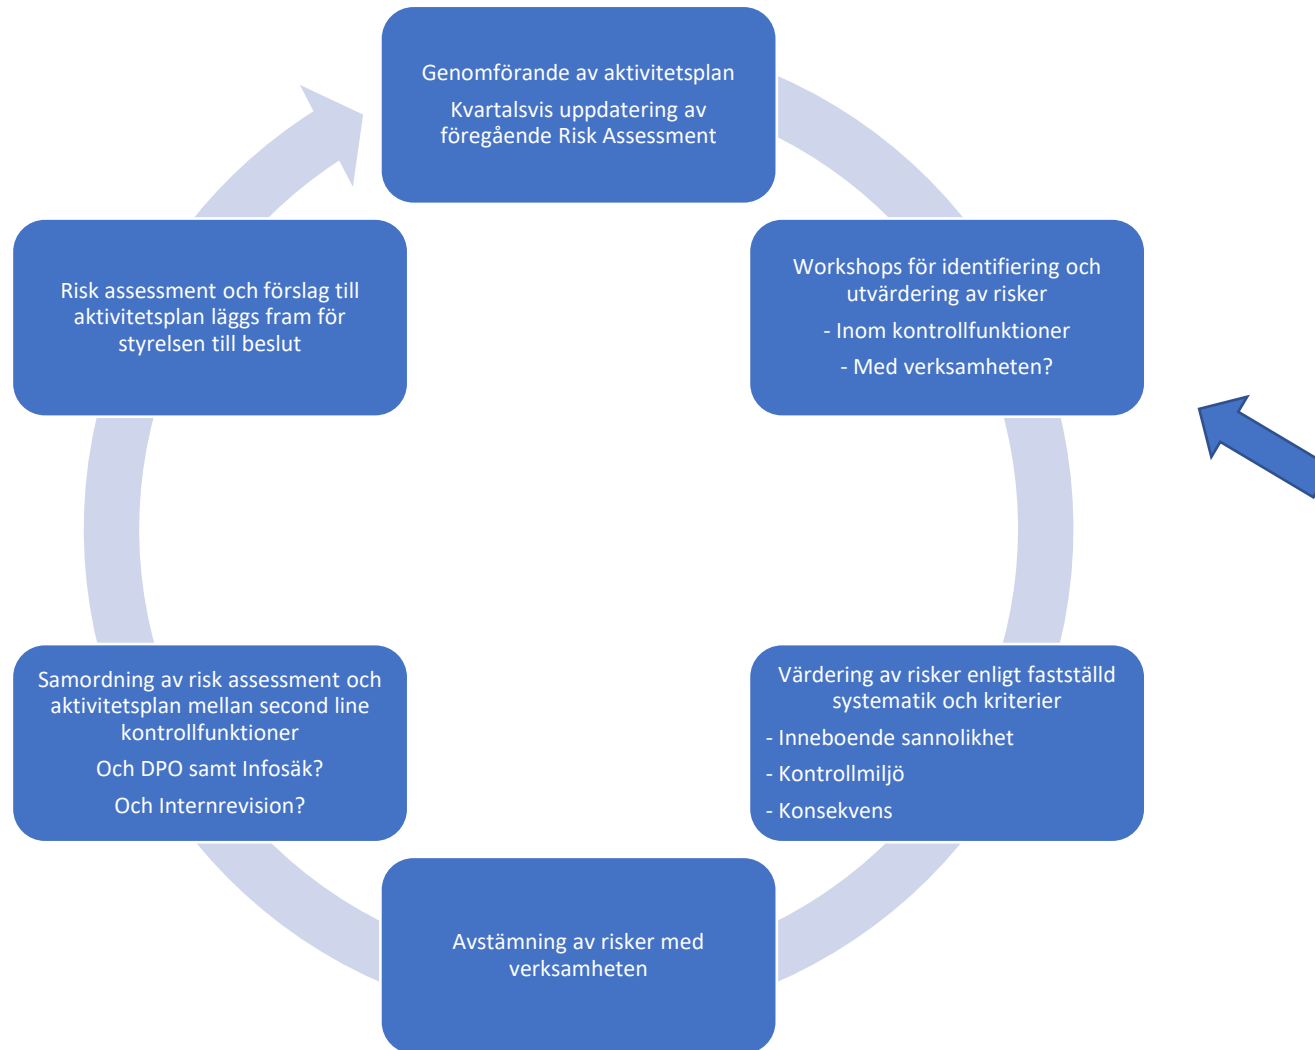 Genomförande av aktivitetsplan
Kvartalsvis uppdatering av
föregående Risk Assessment
Workshops för identifiering och
utvärdering av risker
- Inom kontrollfunktioner
- Med verksamheten?
Värdering av risker enligt fastställd
systematik och kriterier
- Inneboende sannolikhet
- Kontrollmiljö
- Konsekvens
Avstämning av risker med
verksamheten
Samordning av risk assessment och
aktivitetsplan mellan second line
kontrollfunktioner
Och DPO samt Infosäk?
Och Internrevision?
Risk assessment och förslag till
aktivitetsplan läggs fram för
styrelsen till beslut